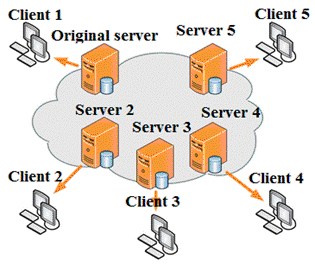 Client 1
Original server
Server 5
Client 5
Server 2
Server 3
Server 4
Client 2
Client 3
Client 4